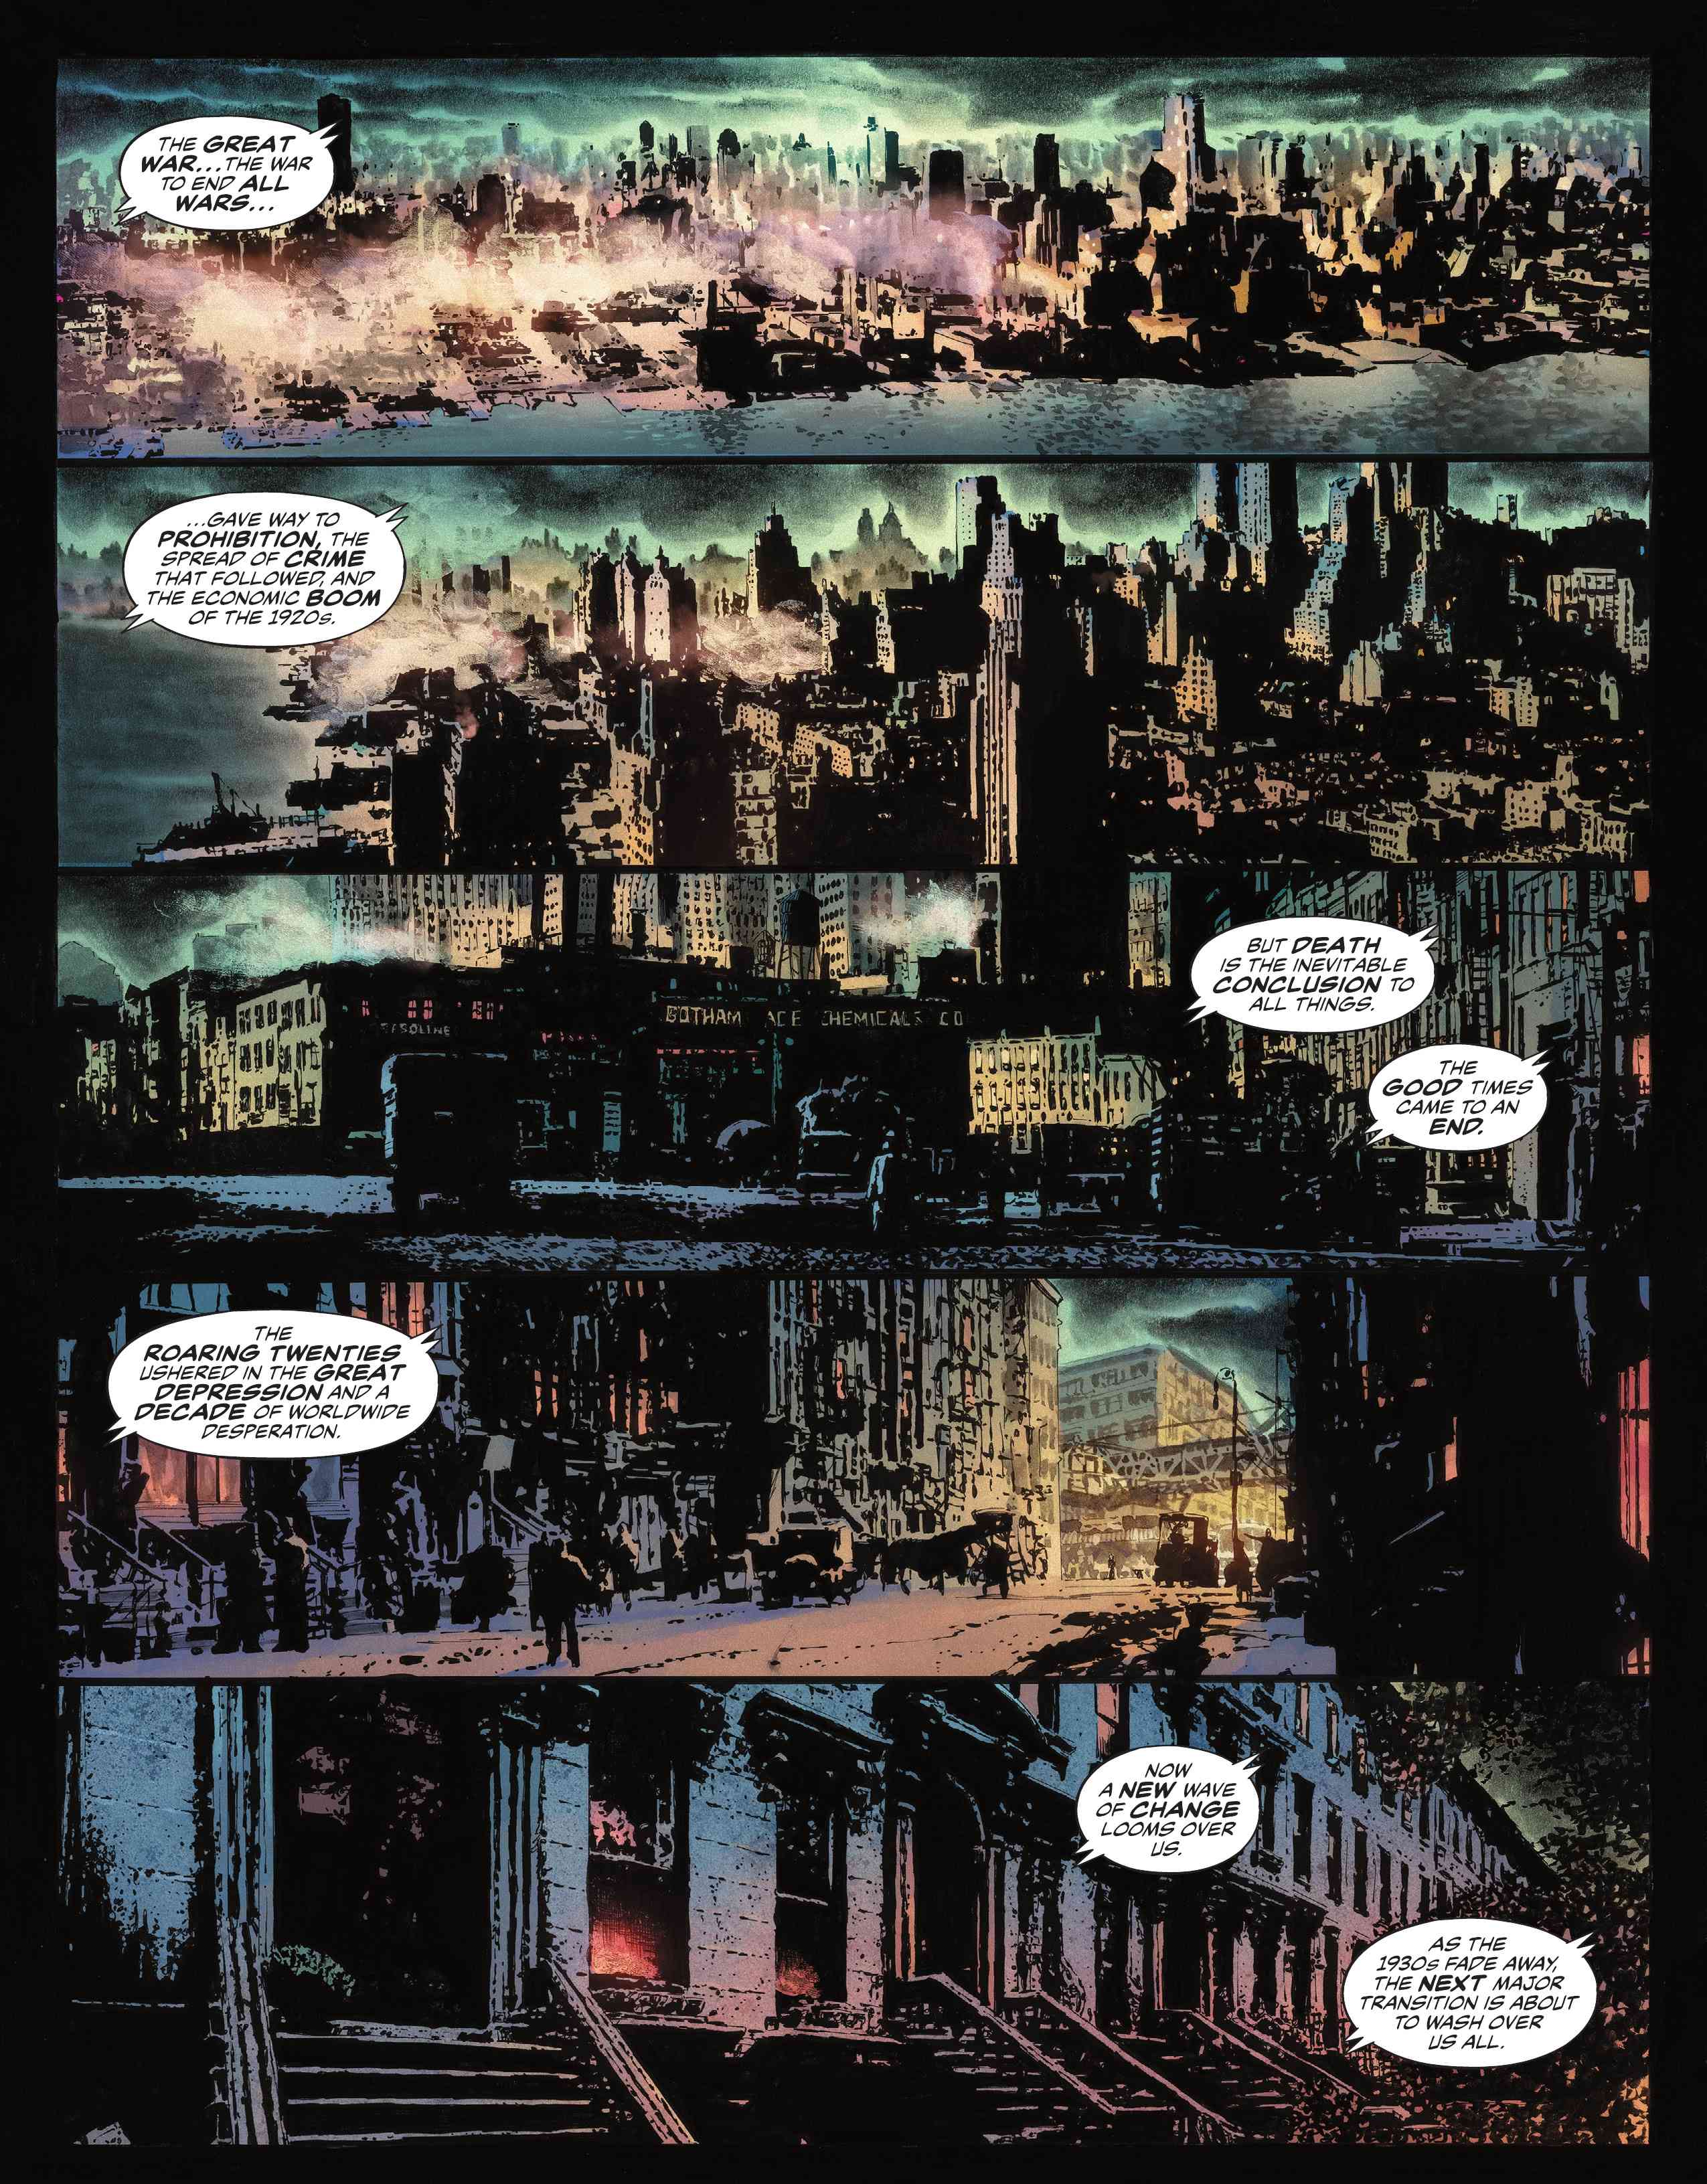 THE GREAT
WAR...THE WAR
TO END ALL
WARS...
...GAVE WAY TO
PROHIBITION, THE
SPREAD OF CRIME
THAT FOLLOWED, AND
THE ECONOMIC BOOM
OF THE 1920s.
GASOLINE
GOTHAM ACE CHEMICALS CO
BUT DEATH
IS THE INEVITABLE
CONCLUSION TO
ALL THINGS.
THE
GOOD TIMES
CAME TO AN
END.
THE
ROARING TWENTIES
USHERED IN THE GREAT
DEPRESSION AND A
DECADE OF WORLDWIDE
DESPERATION.
NOW
A NEW WAVE
OF CHANGE
LOOMS OVER
US.
AS THE
1930s FADE AWAY,
THE NEXT MAJOR
TRANSITION IS ABOUT
TO WASH OVER
US ALL.